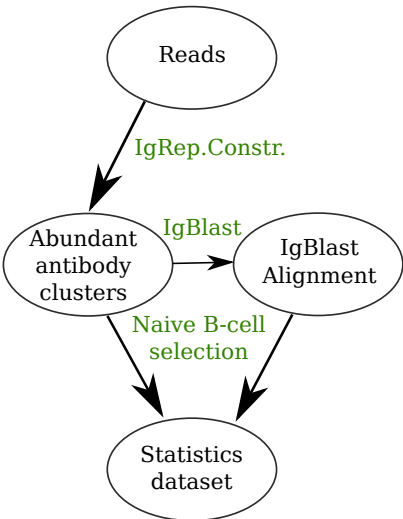 Reads
IgRep.Constr.
IgBlast
Abundant
antibody
clusters
IgBlast
Alignment
Naive B-cell
selection
Statistics
dataset